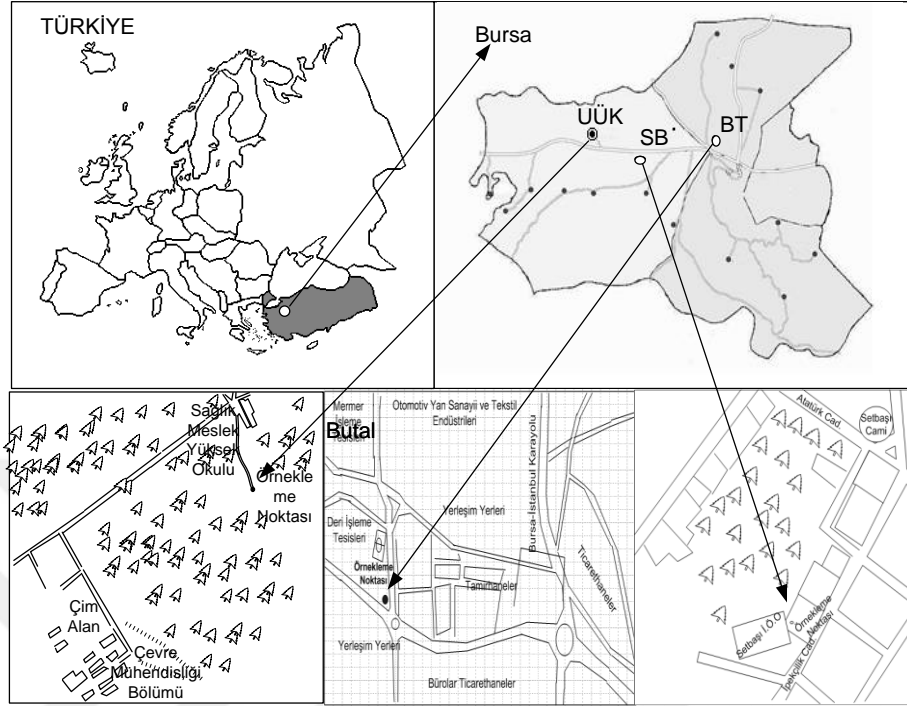 TÜRKİYE
Bursa
UÜK
SB
BT
Sağlık
Meslek
Yüksek
Okulu
Örnekle
me
Noktası
Çim
Alan
Çevre
Mühendisliği
Bölümü
Butal
Mermer
İşleme
Tesisleri
Otomotiv Yan Sanayii ve Tekstil
Endüstrileri
Bursa-İstanbul Karayolu
Yerleşim Yerleri
Deri İşleme
Tesisleri
Örnekleme
Noktası
Tamirhaneler
Ticarethaneler
Yerleşim Yerleri
Bürolar Ticarethaneler
Atatürk Cad.
Setbaşı
Cami
Setbaşı İ.Ö.O
Örnekleme
Noktası
İpekçilik Cad.